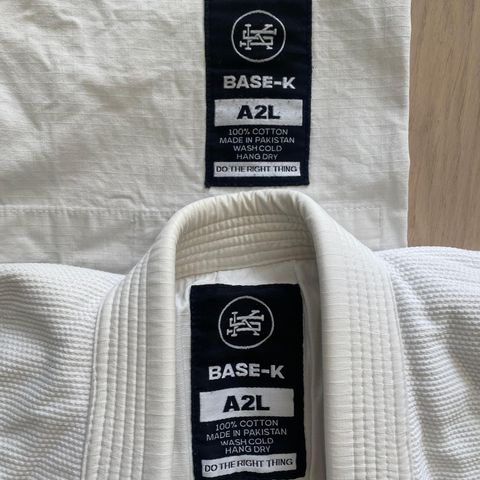 BASE-K
A2L
100% COTTON
MADE IN PAKISTAN
WASH COLD
HANG DRY
DO THE RIGHT THING
BASE-K
A2L
100% COTTON
MADE IN PAKISTAN
WASH COLD
HANG DRY
DO THE RIGHT THING